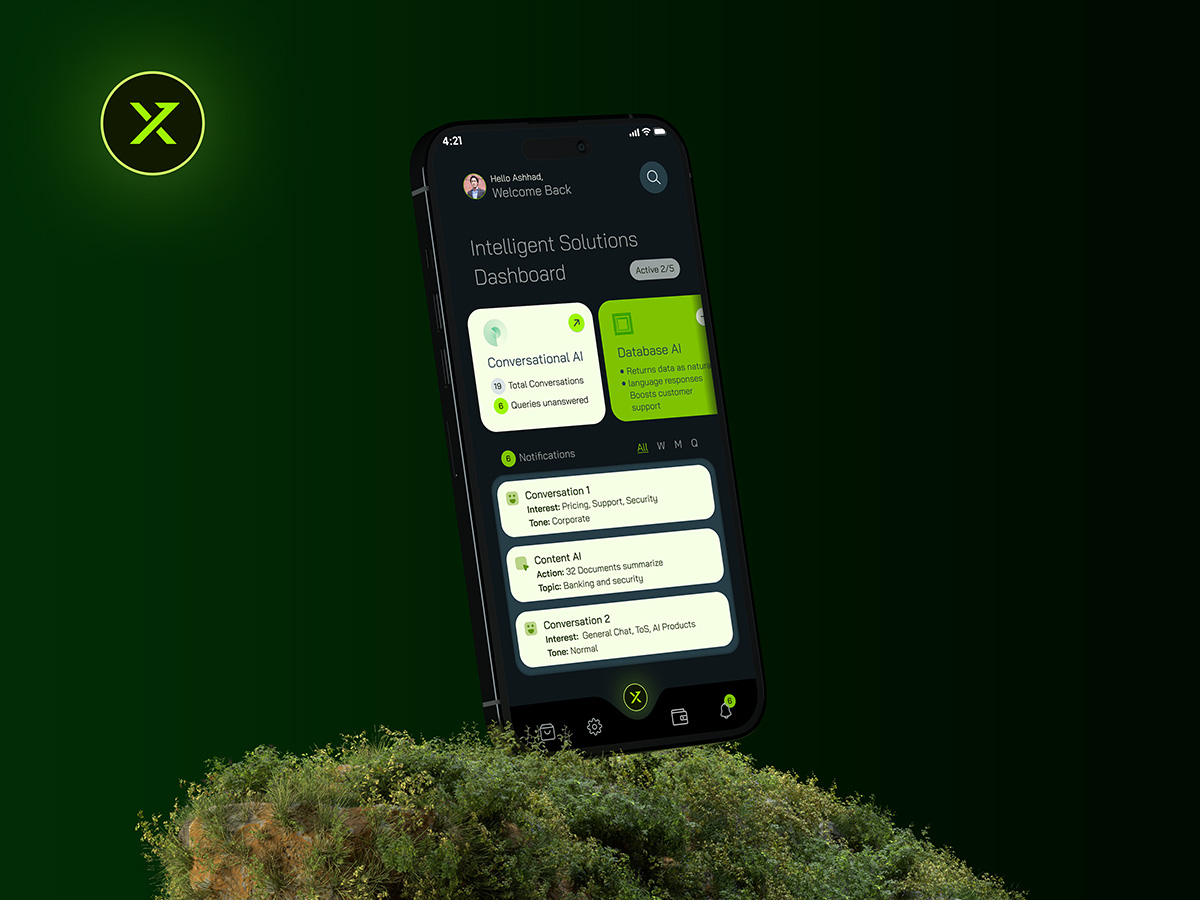 4:21
Hello Ashhad,
Welcome Back
Intelligent Solutions
Dashboard
Active 2/5
Conversational AI
19 Total Conversations
6 Queries unanswered
Database AI
• Returns data as natural
• language responses
Boosts customer
support
6 Notifications
All W M Q
Conversation 1
Interest: Pricing, Support, Security
Tone: Corporate
Content AI
Action: 32 Documents summarize
Topic: Banking and security
Conversation 2
Interest: General Chat, ToS, AI Products
Tone: Normal
6